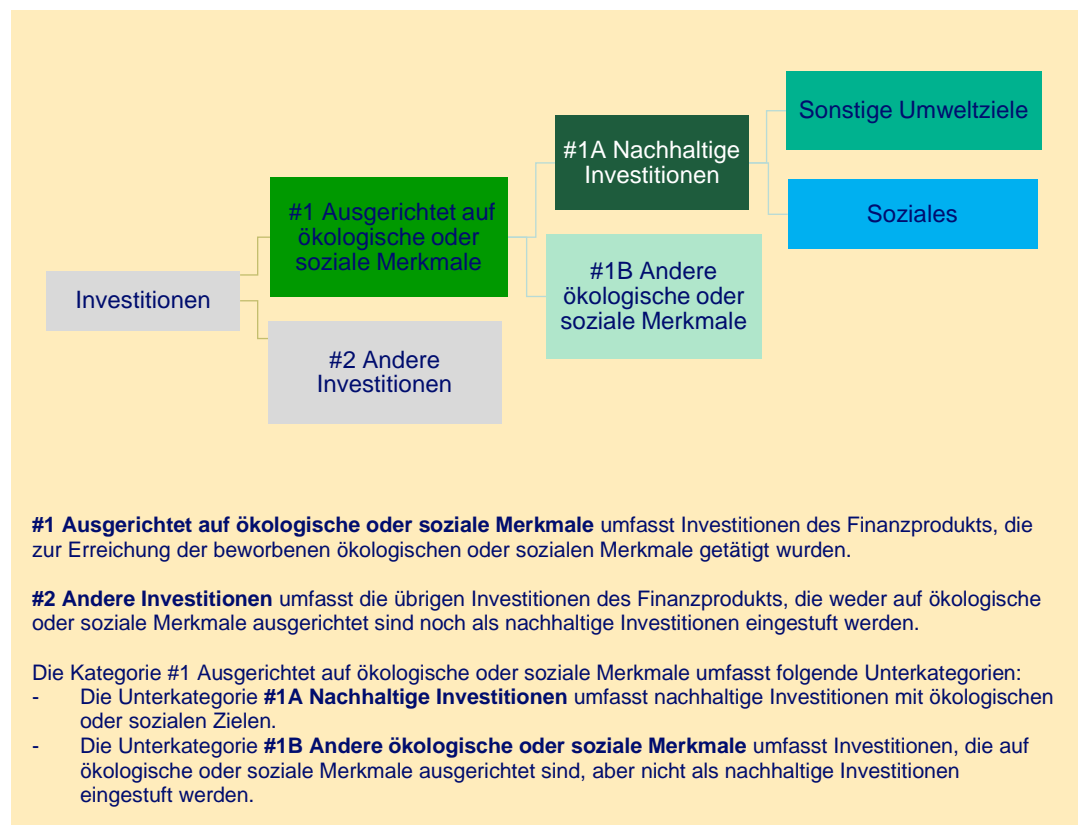 Investitionen
#1 Ausgerichtet auf
ökologische oder
soziale Merkmale
#2 Andere
Investitionen
#1A Nachhaltige
Investitionen
#1B Andere
ökologische oder
soziale Merkmale
Sonstige Umweltziele
Soziales
#1 Ausgerichtet auf ökologische oder soziale Merkmale umfasst Investitionen des Finanzprodukts, die
zur Erreichung der beworbenen ökologischen oder sozialen Merkmale getätigt wurden.
#2 Andere Investitionen umfasst die übrigen Investitionen des Finanzprodukts, die weder auf ökologische
oder soziale Merkmale ausgerichtet sind noch als nachhaltige Investitionen eingestuft werden.
Die Kategorie #1 Ausgerichtet auf ökologische oder soziale Merkmale umfasst folgende Unterkategorien:
- Die Unterkategorie #1A Nachhaltige Investitionen umfasst nachhaltige Investitionen mit ökologischen
oder sozialen Zielen.
- Die Unterkategorie #1B Andere ökologische oder soziale Merkmale umfasst Investitionen, die auf
ökologische oder soziale Merkmale ausgerichtet sind, aber nicht als nachhaltige Investitionen
eingestuft werden.